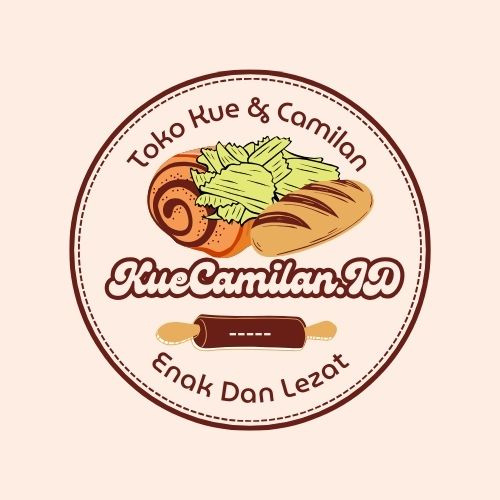 Toko Kue & Camilan
KueCamilan.ID
Enak Dan Lezat